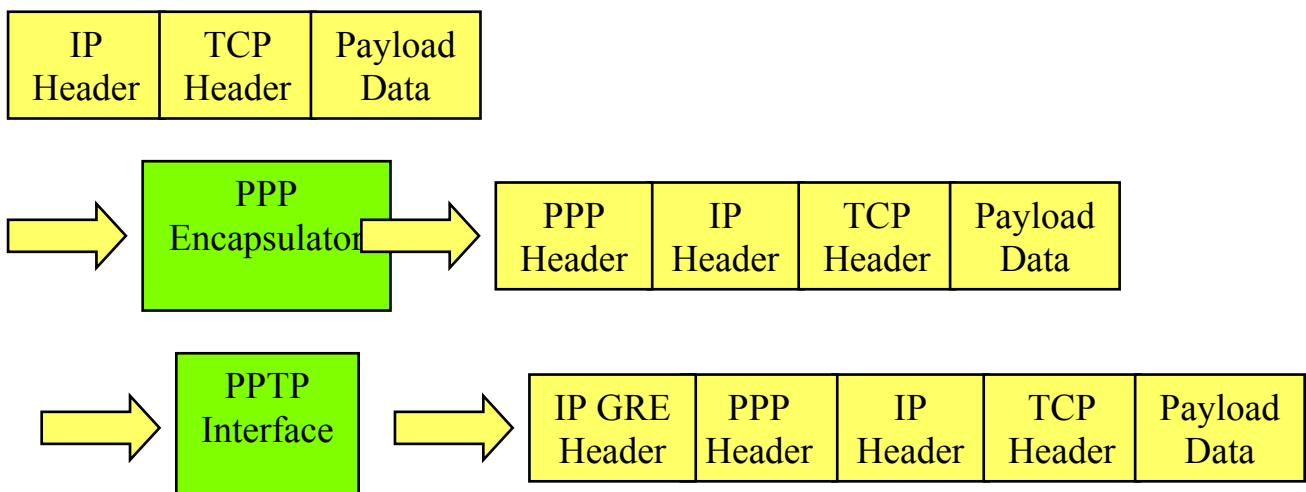 IP
Header
TCP
Header
Payload
Data
PPP
Encapsulator
PPP
Header
IP
Header
TCP
Header
Payload
Data
PPTP
Interface
IP GRE
Header
PPP
Header
IP
Header
TCP
Header
Payload
Data